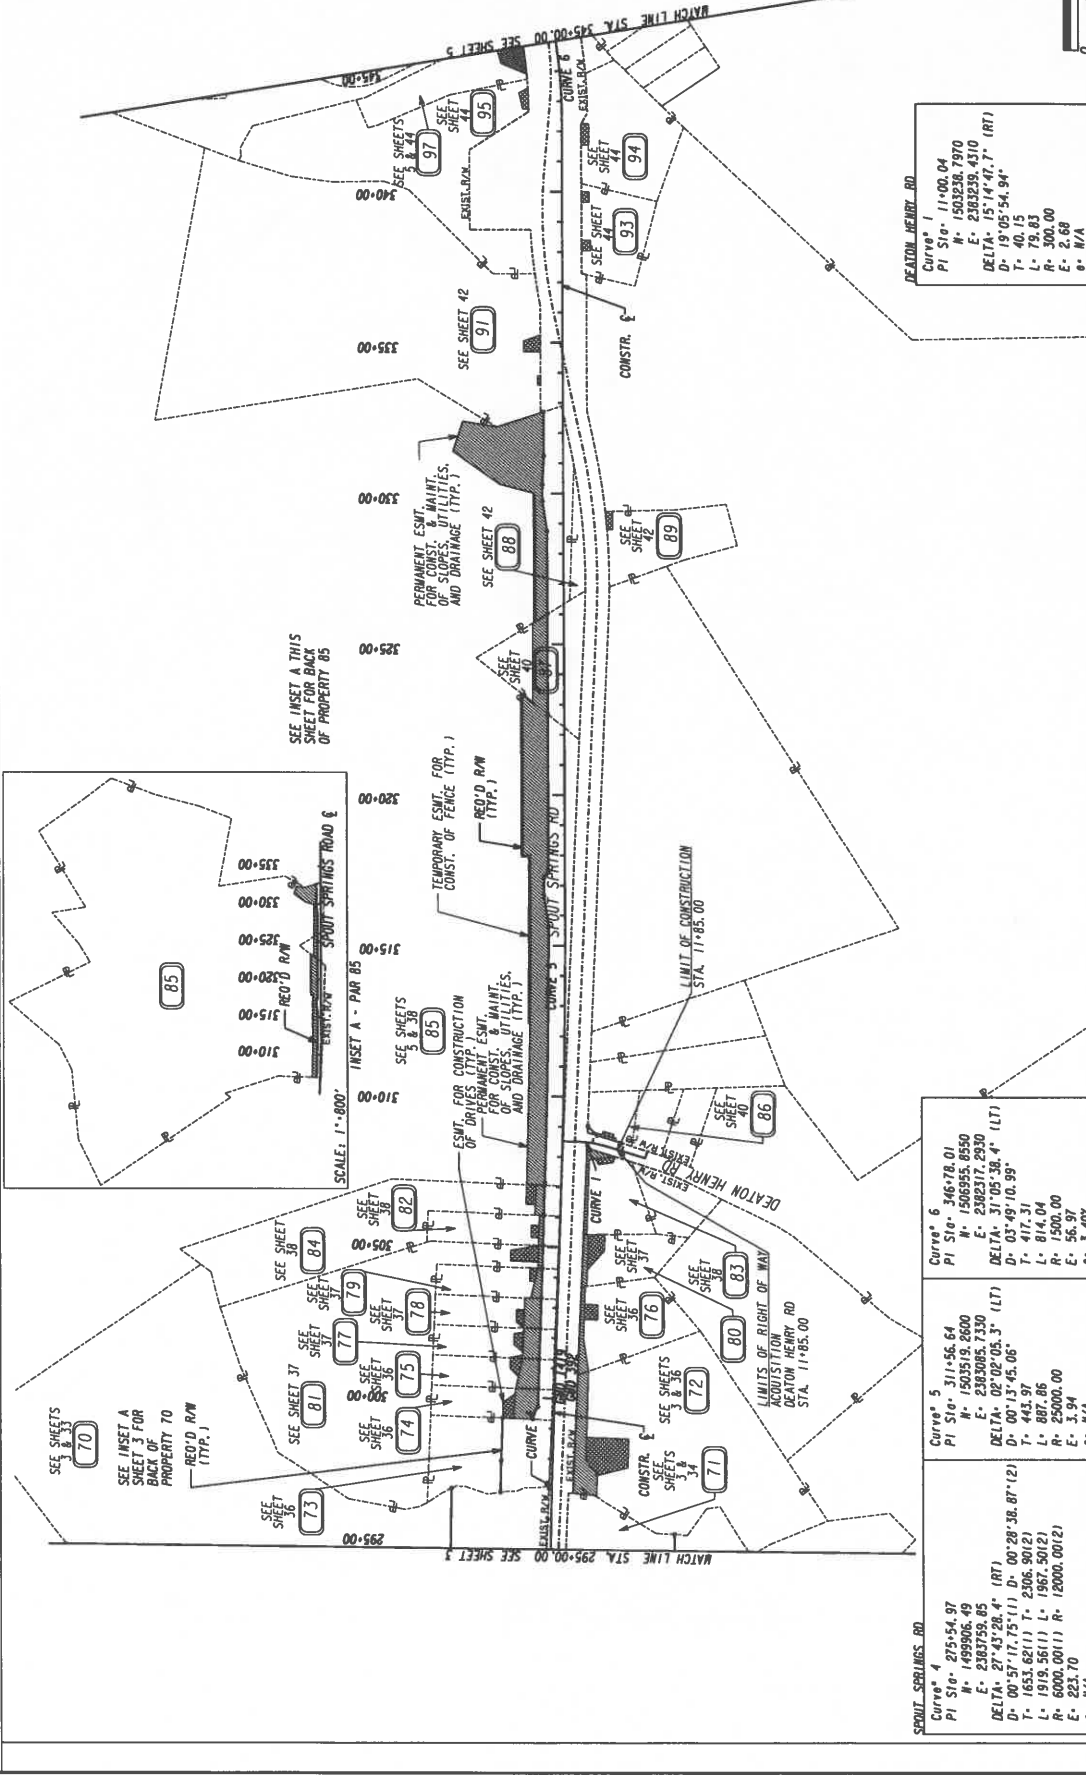 MATCH LINE STA. 295+00.00 SEE SHEET 3
295+00
300+00
305+00
310+00
315+00
320+00
325+00
330+00
335+00
340+00
345+00
MATCH LINE STA. 345+00.00 SEE SHEET 5
SEE SHEETS
3 & 33
70
SEE INSET A
SHEET 3 FOR
BACK OF
PROPERTY 70
REQ'D R/W
(TYP.)
SEE
SHEET
36
73
SEE SHEET 37
81
SEE SHEET
38
84
SEE
SHEET
37
79
SEE
SHEET
37
77
SEE
SHEET
37
78
SEE
SHEET
36
75
SEE
SHEET
36
74
SEE
SHEET
38
82
SCALE: 1"=800'
INSET A - PAR 85
85
310+00
315+00
320+00
325+00
330+00
335+00
REQ'D R/W
EXIST. R/W
SPOUT SPRINGS ROAD ℄
SEE INSET A THIS
SHEET FOR BACK
OF PROPERTY 85
SEE SHEETS
5 & 38
85
ESMT. FOR CONSTRUCTION
OF DRIVES (TYP.)
PERMANENT ESMT.
FOR CONST. & MAINT.
OF SLOPES, UTILITIES,
AND DRAINAGE (TYP.)
TEMPORARY ESMT. FOR
CONST. OF FENCE (TYP.)
REQ'D R/W
(TYP.)
SEE
SHEET
40
87
PERMANENT ESMT.
FOR CONST. & MAINT.
OF SLOPES, UTILITIES,
AND DRAINAGE (TYP.)
SEE SHEET 42
88
SEE SHEET 42
91
SEE SHEETS
5 & 44
97
SEE
SHEET
44
95
EXIST. R/W
EXIST. R/W
CURVE 6
EXIST. R/W
CURVE
EXIST. R/W
CURVE 5
SPOUT SPRINGS RD
CONSTR. ℄
SEE
SHEETS
3 &
34
71
SEE
SHEETS
3 & 36
72
SEE
SHEET
36
76
SEE
SHEET
37
80
SEE
SHEET
38
83
CURVE 1
EXIST R/W
EXIST. R/W
DEATON HENRY RD
LIMITS OF RIGHT OF WAY
ACQUISITION
DEATON HENRY RD
STA. 11+85.00
LIMIT OF CONSTRUCTION
STA. 11+85.00
SEE
SHEET
40
86
SEE
SHEET
42
89
CONSTR. ℄
SEE
SHEET
44
93
SEE
SHEET
44
94
SPOUT SPRINGS RD
Curve# 4
PI Sta= 275+54.97
N= 1499906.49
E= 2383759.85
DELTA= 27°43'28.4" (RT)
D= 00°57'17.75"(1) D= 00°28'38.87"(2)
T= 1653.62(1) T= 2306.90(2)
L= 1919.56(1) L= 1967.50(2)
R= 6000.00(1) R= 12000.00(2)
E= 223.70
Curve# 5
PI Sta= 311+56.64
N= 1503519.2600
E= 2383085.7330
DELTA= 02°02'05.3" (LT)
D= 00°13'45.06"
T= 443.97
L= 887.86
R= 25000.00
E= 3.94
Curve# 6
PI Sta= 346+78.01
N= 1506955.8550
E= 2382317.2930
DELTA= 31°05'38.4" (LT)
D= 03°49'10.99"
T= 417.31
L= 814.04
R= 1500.00
E= 56.97
DEATON HENRY RD
Curve# 1
PI Sta= 11+00.04
N= 1503238.7970
E= 2383239.4310
DELTA= 15°14'47.7" (RT)
D= 19°05'54.94"
T= 40.15
L= 79.83
R= 300.00
E= 2.68
e= N/A